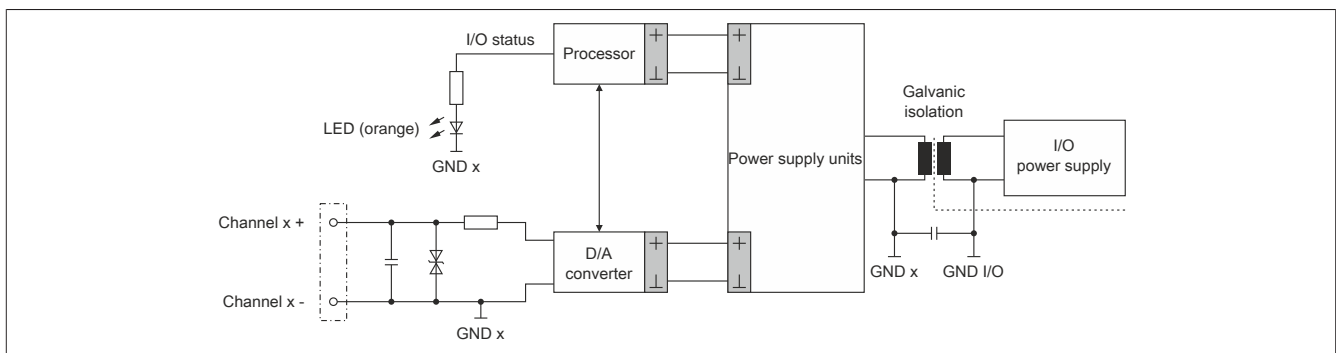 I/O status
Processor
+
⊥
+
⊥
LED (orange)
GND x
Galvanic
isolation
Power supply units
I/O
power supply
Channel x +
D/A
converter
+
⊥
+
⊥
Channel x -
GND x
GND x
GND I/O